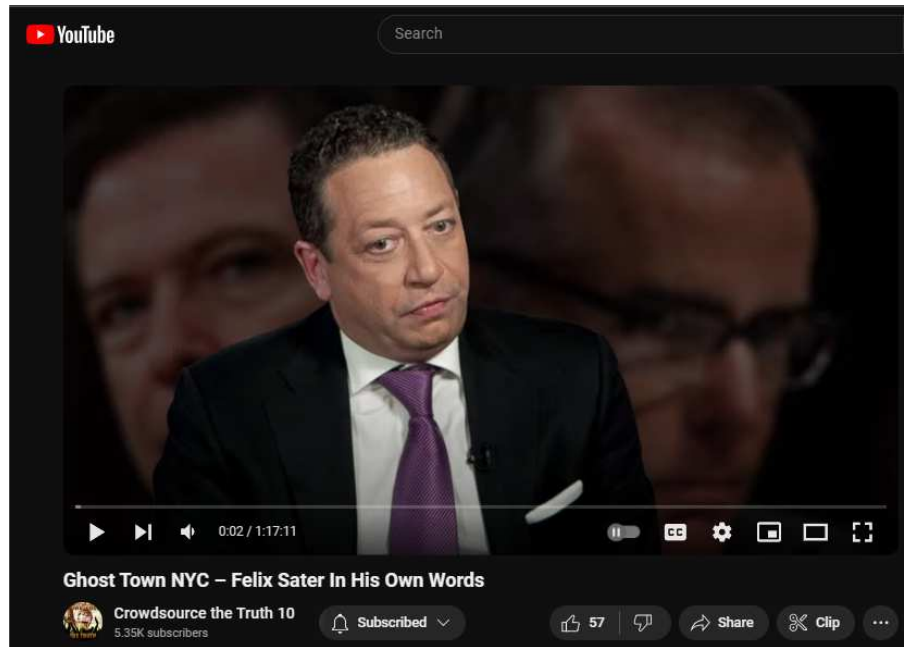 YouTube
Search
0:02 / 1:17:11
CC
Ghost Town NYC – Felix Sater In His Own Words
Crowdsource the Truth 10
5.35K subscribers
Subscribed
57
Share
Clip